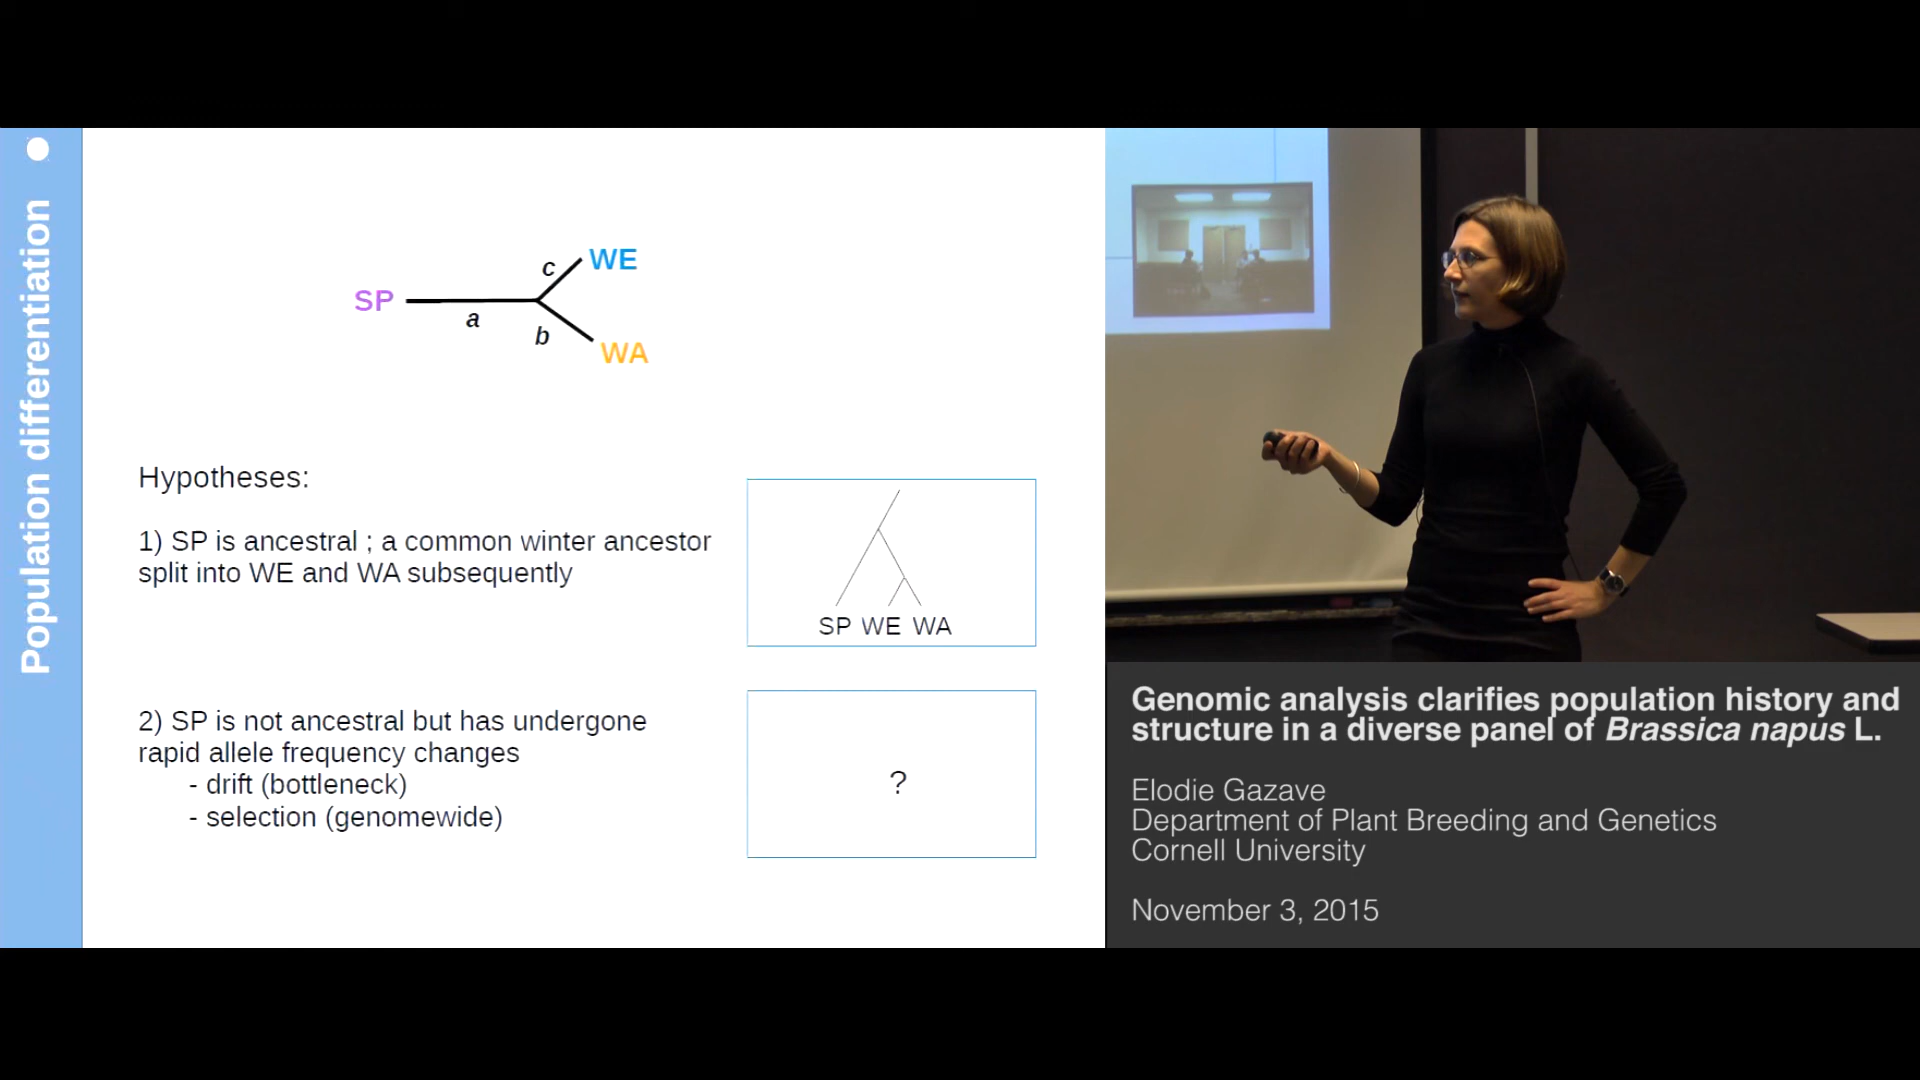 Population differentiation
SP
a
b
c
WE
WA
Hypotheses:
1) SP is ancestral ; a common winter ancestor
split into WE and WA subsequently
SP WE WA
2) SP is not ancestral but has undergone
rapid allele frequency changes
- drift (bottleneck)
- selection (genomewide)
?
Genomic analysis clarifies population history and
structure in a diverse panel of Brassica napus L.
Elodie Gazave
Department of Plant Breeding and Genetics
Cornell University
November 3, 2015